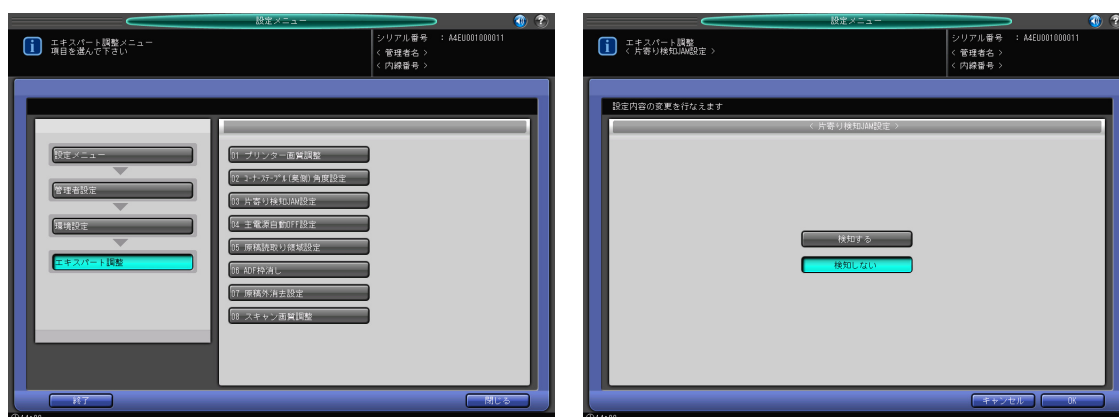 設定メニュー
エキスパート調整メニュー
項目を選んで下さい
シリアル番号 : A4EU001000011
< 管理者名 >
< 内線番号 >
設定メニュー
管理者設定
環境設定
エキスパート調整
01 プリンター画質調整
02 コーナーステープル(奥側)角度設定
03 片寄り検知JAM設定
04 主電源自動OFF設定
05 原稿読取り領域設定
06 ADF枠消し
07 原稿外消去設定
08 スキャン画質調整
終了
閉じる
設定メニュー
エキスパート調整
< 片寄り検知JAM設定 >
シリアル番号 : A4EU001000011
< 管理者名 >
< 内線番号 >
設定内容の変更を行なえます
< 片寄り検知JAM設定 >
検知する
検知しない
キャンセル
OK